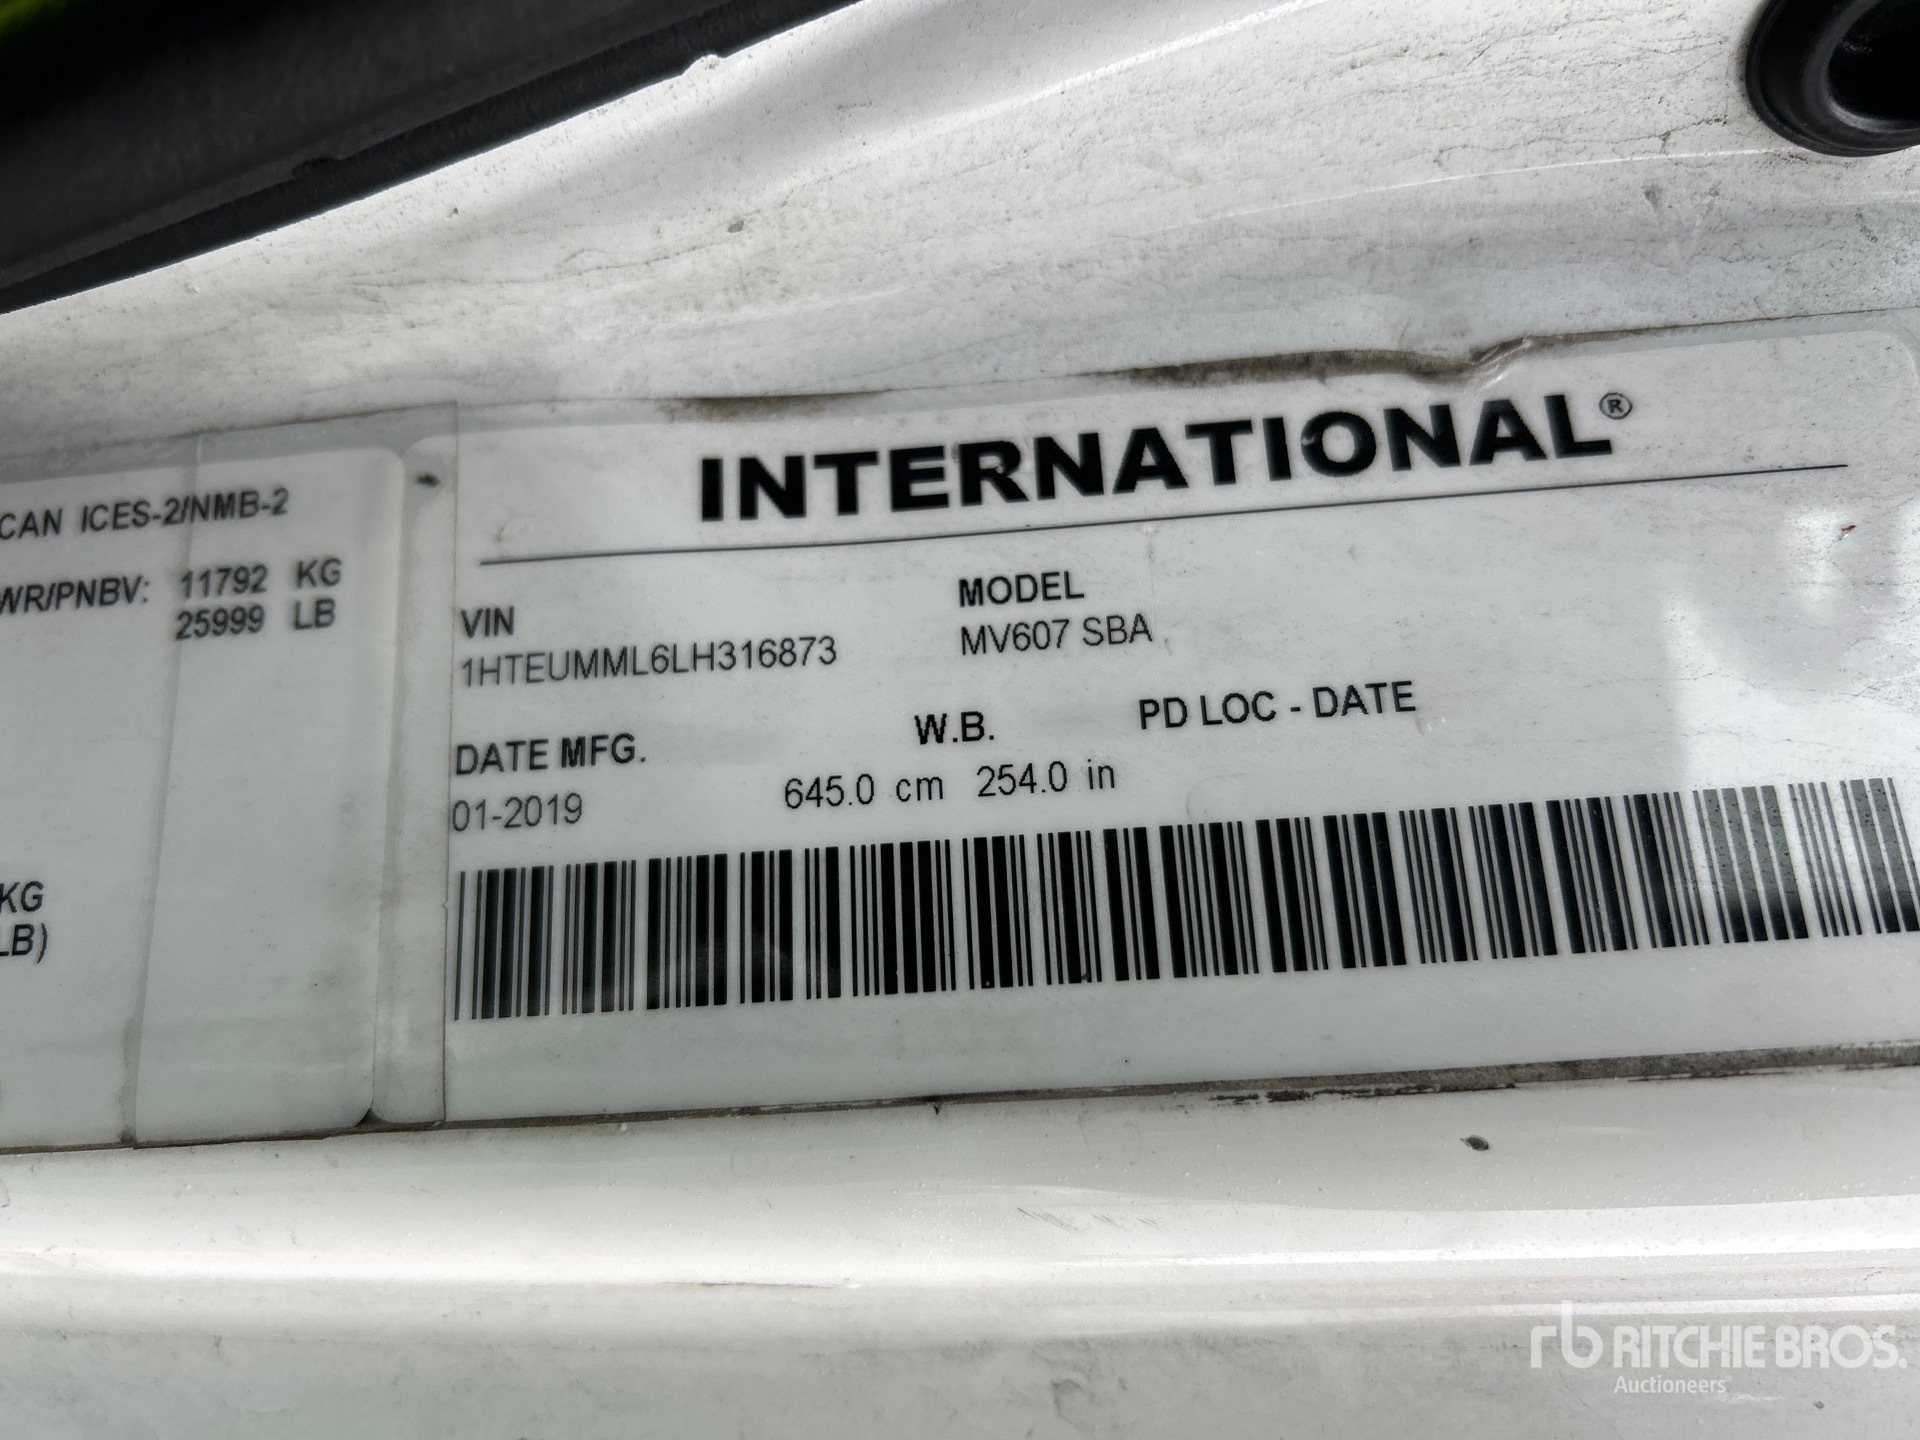 CAN ICES-2/NMB-2
WR/PNBV: 11792 KG
25999 LB
KG
LB)
INTERNATIONAL®
VIN
1HTEUMML6LH316873
MODEL
MV607 SBA
DATE MFG.
01-2019
W.B.
645.0 cm 254.0 in
PD LOC - DATE
rb RITCHIE BROS.
Auctioneers